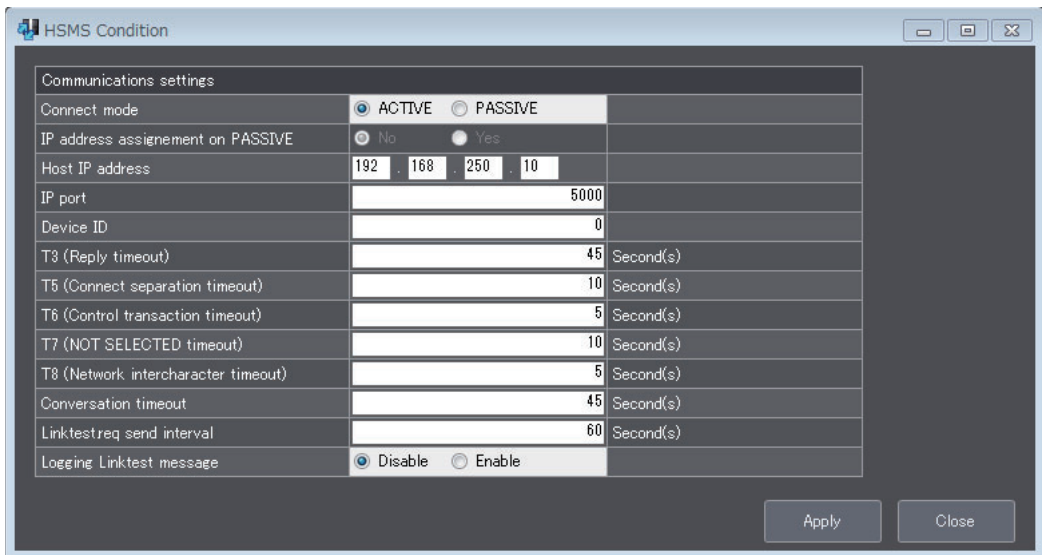 HSMS Condition
Communications settings
Connect mode ACTIVE PASSIVE
IP address assignement on PASSIVE No Yes
Host IP address 192 . 168 . 250 . 10
IP port 5000
Device ID 0
T3 (Reply timeout) 45 Second(s)
T5 (Connect separation timeout) 10 Second(s)
T6 (Control transaction timeout) 5 Second(s)
T7 (NOT SELECTED timeout) 10 Second(s)
T8 (Network intercharacter timeout) 5 Second(s)
Conversation timeout 45 Second(s)
Linktest.req send interval 60 Second(s)
Logging Linktest message Disable Enable
Apply Close